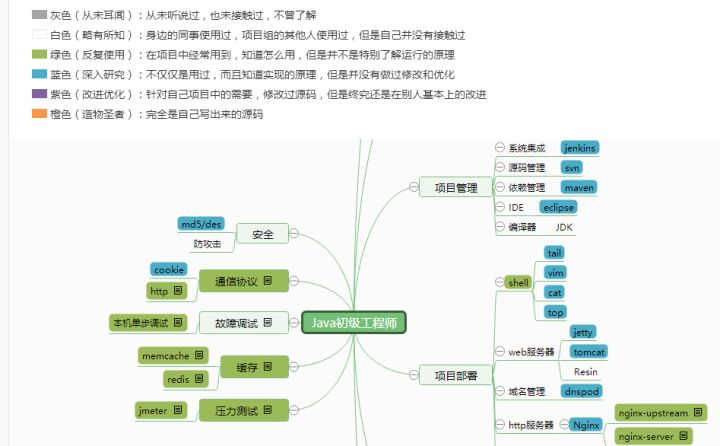 灰色（从未耳闻）：从未听说过，也未接触过，不曾了解
白色（略有所知）：身边的同事使用过，项目组的其他人使用过，但是自己并没有接触过
绿色（反复使用）：在项目中经常用到，知道怎么用，但是并不是特别了解运行的原理
蓝色（深入研究）：不仅仅是用过，而且知道实现的原理，但是并没有做过修改和优化
紫色（改进优化）：针对自己项目中的需要，修改过源码，但是终究还是在别人基本上的改进
橙色（造物圣者）：完全是自己写出来的源码
Java初级工程师
安全
md5/des
防攻击
通信协议
cookie
http
故障调试
本机单步调试
缓存
memcache
redis
压力测试
jmeter
项目管理
系统集成
jenkins
源码管理
svn
依赖管理
maven
IDE
eclipse
编译器
JDK
项目部署
shell
tail
vim
cat
top
web服务器
jetty
tomcat
Resin
域名管理
dnspod
http服务器
Nginx
nginx-upstream
nginx-server